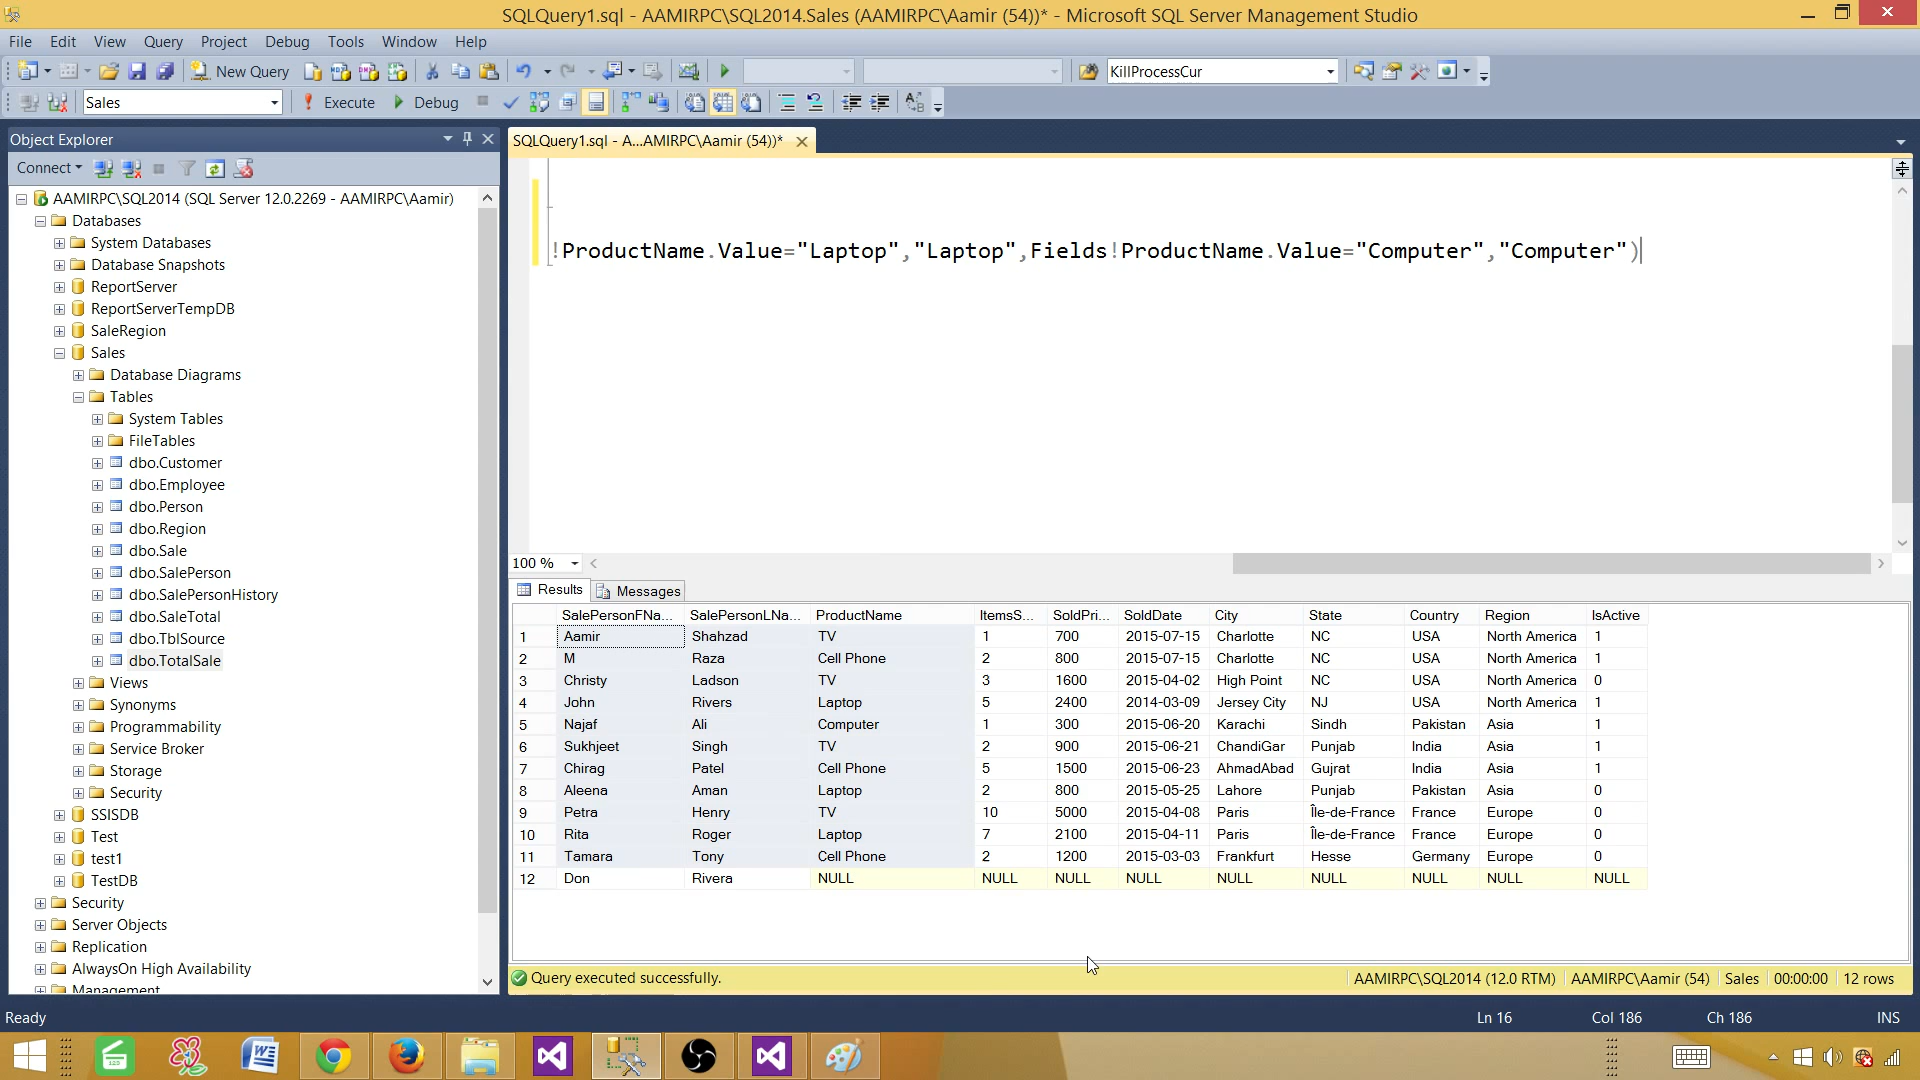 SQLQuery1.sql - AAMIRPC\SQL2014.Sales (AAMIRPC\Aamir (54))* - Microsoft SQL Server Management Studio
File Edit View Query Project Debug Tools Window Help
New Query KillProcessCur
Sales Execute Debug
Object Explorer
Connect
AAMIRPC\SQL2014 (SQL Server 12.0.2269 - AAMIRPC\Aamir)
Databases
System Databases
Database Snapshots
ReportServer
ReportServerTempDB
SaleRegion
Sales
Database Diagrams
Tables
System Tables
FileTables
dbo.Customer
dbo.Employee
dbo.Person
dbo.Region
dbo.Sale
dbo.SalePerson
dbo.SalePersonHistory
dbo.SaleTotal
dbo.TblSource
dbo.TotalSale
Views
Synonyms
Programmability
Service Broker
Storage
Security
SSISDB
Test
test1
TestDB
Security
Server Objects
Replication
AlwaysOn High Availability
Management
SQLQuery1.sql - A...AMIRPC\Aamir (54))*
!ProductName.Value="Laptop","Laptop",Fields!ProductName.Value="Computer","Computer")
100 %
Results Messages
SalePersonFNa... SalePersonLNa... ProductName ItemsS... SoldPri... SoldDate City State Country Region IsActive
1 Aamir Shahzad TV 1 700 2015-07-15 Charlotte NC USA North America 1
2 M Raza Cell Phone 2 800 2015-07-15 Charlotte NC USA North America 1
3 Christy Ladson TV 3 1600 2015-04-02 High Point NC USA North America 0
4 John Rivers Laptop 5 2400 2014-03-09 Jersey City NJ USA North America 1
5 Najaf Ali Computer 1 300 2015-06-20 Karachi Sindh Pakistan Asia 1
6 Sukhjeet Singh TV 2 900 2015-06-21 ChandiGar Punjab India Asia 1
7 Chirag Patel Cell Phone 5 1500 2015-06-23 AhmadAbad Gujrat India Asia 1
8 Aleena Aman Laptop 2 800 2015-05-25 Lahore Punjab Pakistan Asia 0
9 Petra Henry TV 10 5000 2015-04-08 Paris Île-de-France France Europe 0
10 Rita Roger Laptop 7 2100 2015-04-11 Paris Île-de-France France Europe 0
11 Tamara Tony Cell Phone 2 1200 2015-03-03 Frankfurt Hesse Germany Europe 0
12 Don Rivera NULL NULL NULL NULL NULL NULL NULL NULL NULL
Query executed successfully. AAMIRPC\SQL2014 (12.0 RTM) AAMIRPC\Aamir (54) Sales 00:00:00 12 rows
Ready Ln 16 Col 186 Ch 186 INS